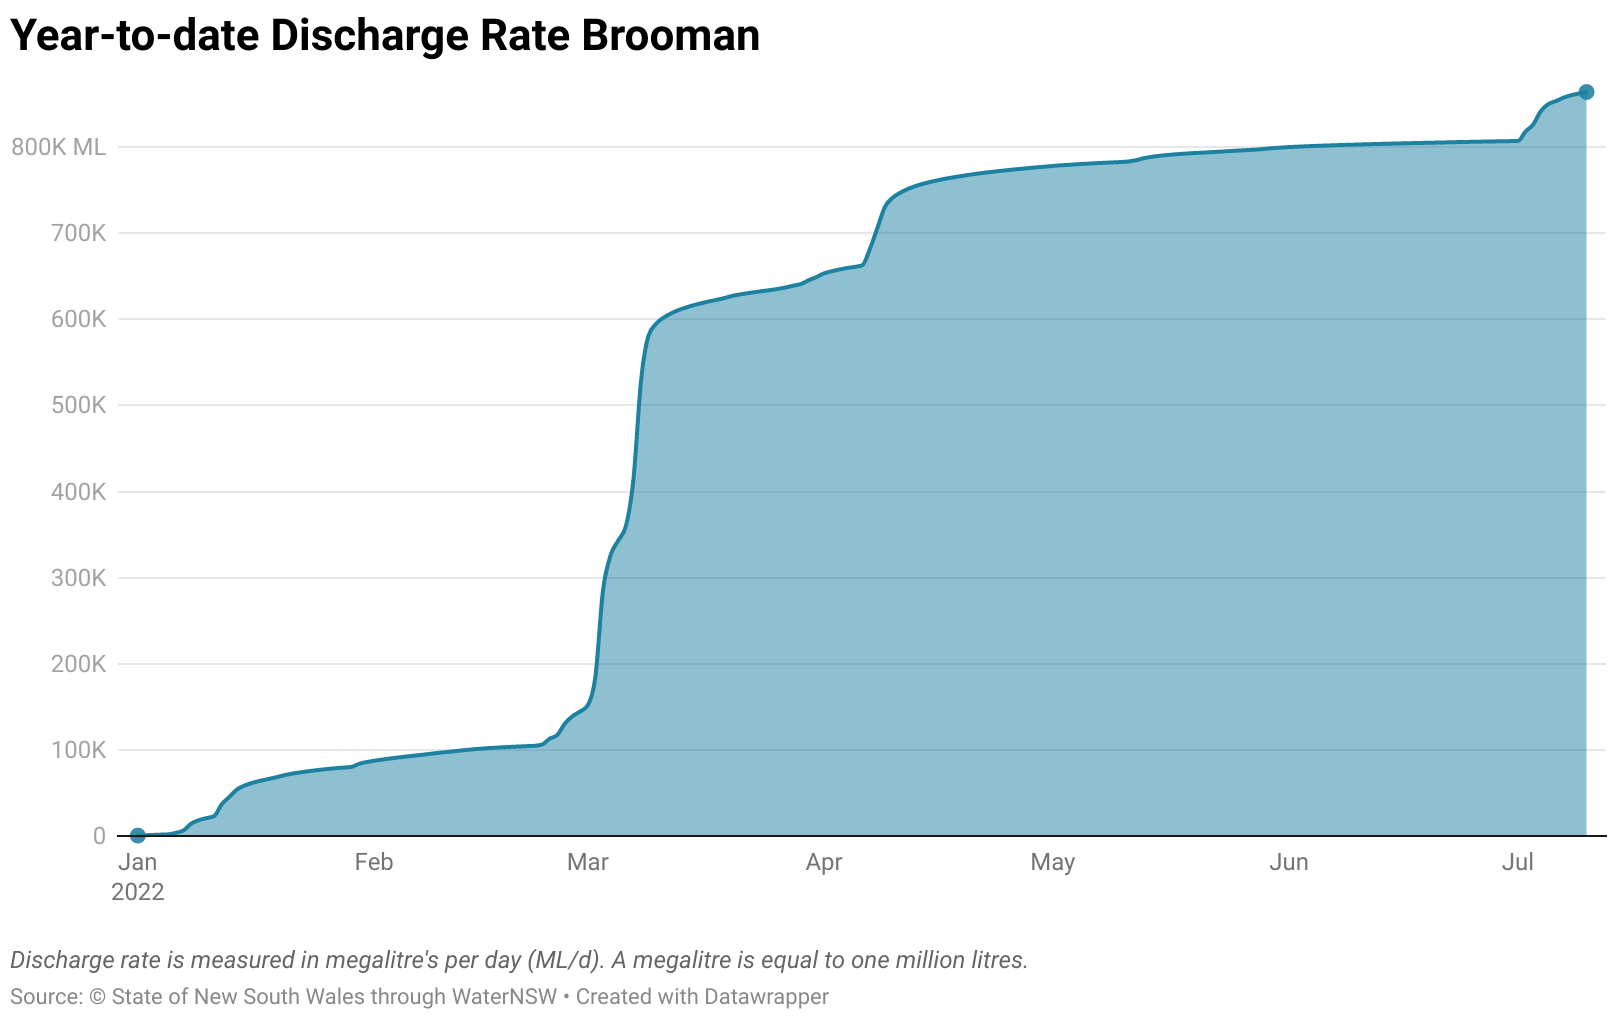 Year-to-date Discharge Rate Brooman
800K ML
700K
600K
500K
400K
300K
200K
100K
0
Jan Feb Mar Apr May Jun Jul
2022
Discharge rate is measured in megalitre's per day (ML/d). A megalitre is equal to one million litres.
Source: © State of New South Wales through WaterNSW • Created with Datawrapper